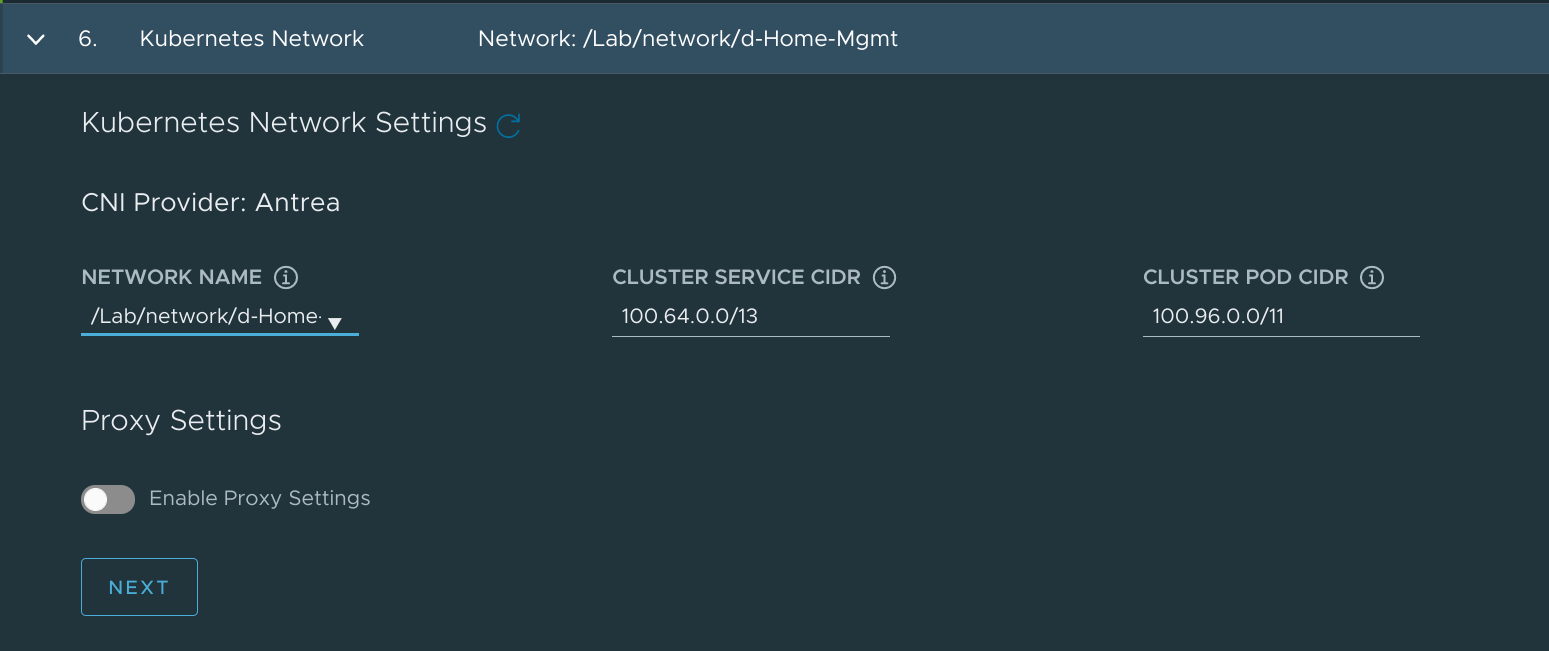 6. Kubernetes Network Network: /Lab/network/d-Home-Mgmt
Kubernetes Network Settings
CNI Provider: Antrea
NETWORK NAME CLUSTER SERVICE CIDR CLUSTER POD CIDR
/Lab/network/d-Home- 100.64.0.0/13 100.96.0.0/11
Proxy Settings
Enable Proxy Settings
NEXT